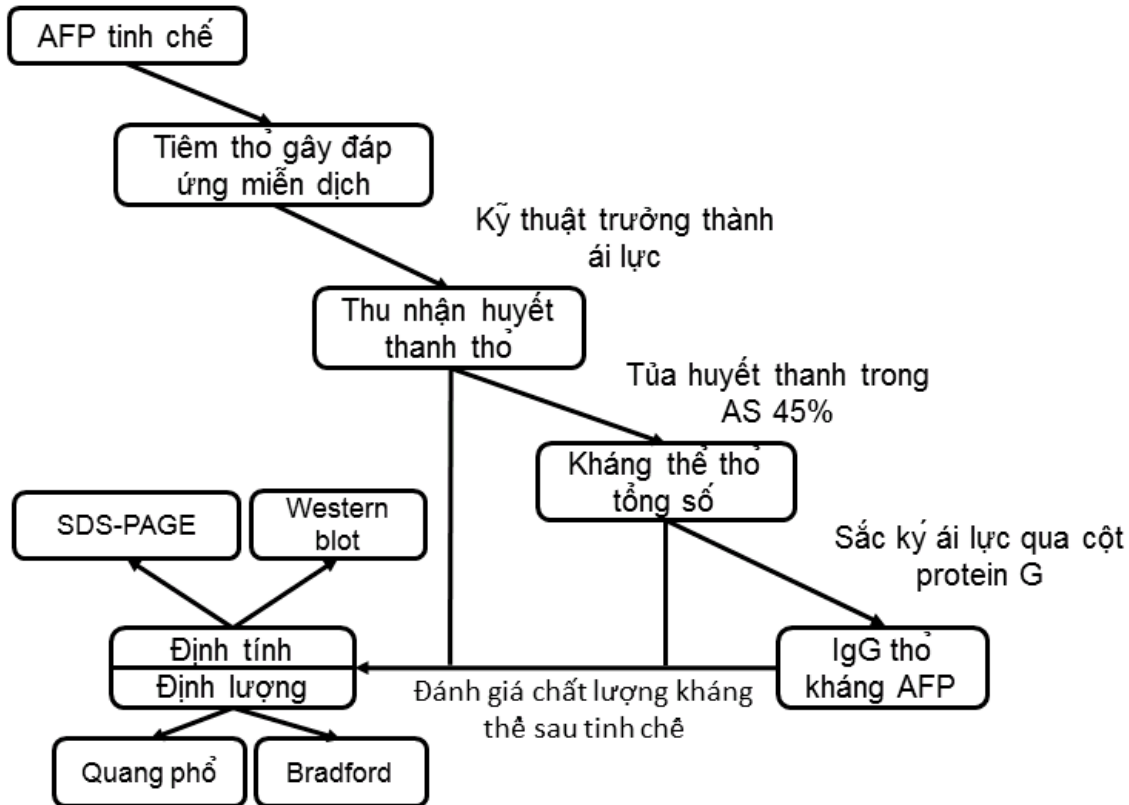 AFP tinh chế
Tiêm thỏ gây đáp
ứng miễn dịch
Kỹ thuật trưởng thành
ái lực
Thu nhận huyết
thanh thỏ
Tủa huyết thanh trong
AS 45%
Kháng thể thỏ
tổng số
SDS-PAGE
Western
blot
Sắc ký ái lực qua cột
protein G
Định tính
Định lượng
IgG thỏ
kháng AFP
Đánh giá chất lượng kháng
thể sau tinh chế
Quang phổ
Bradford